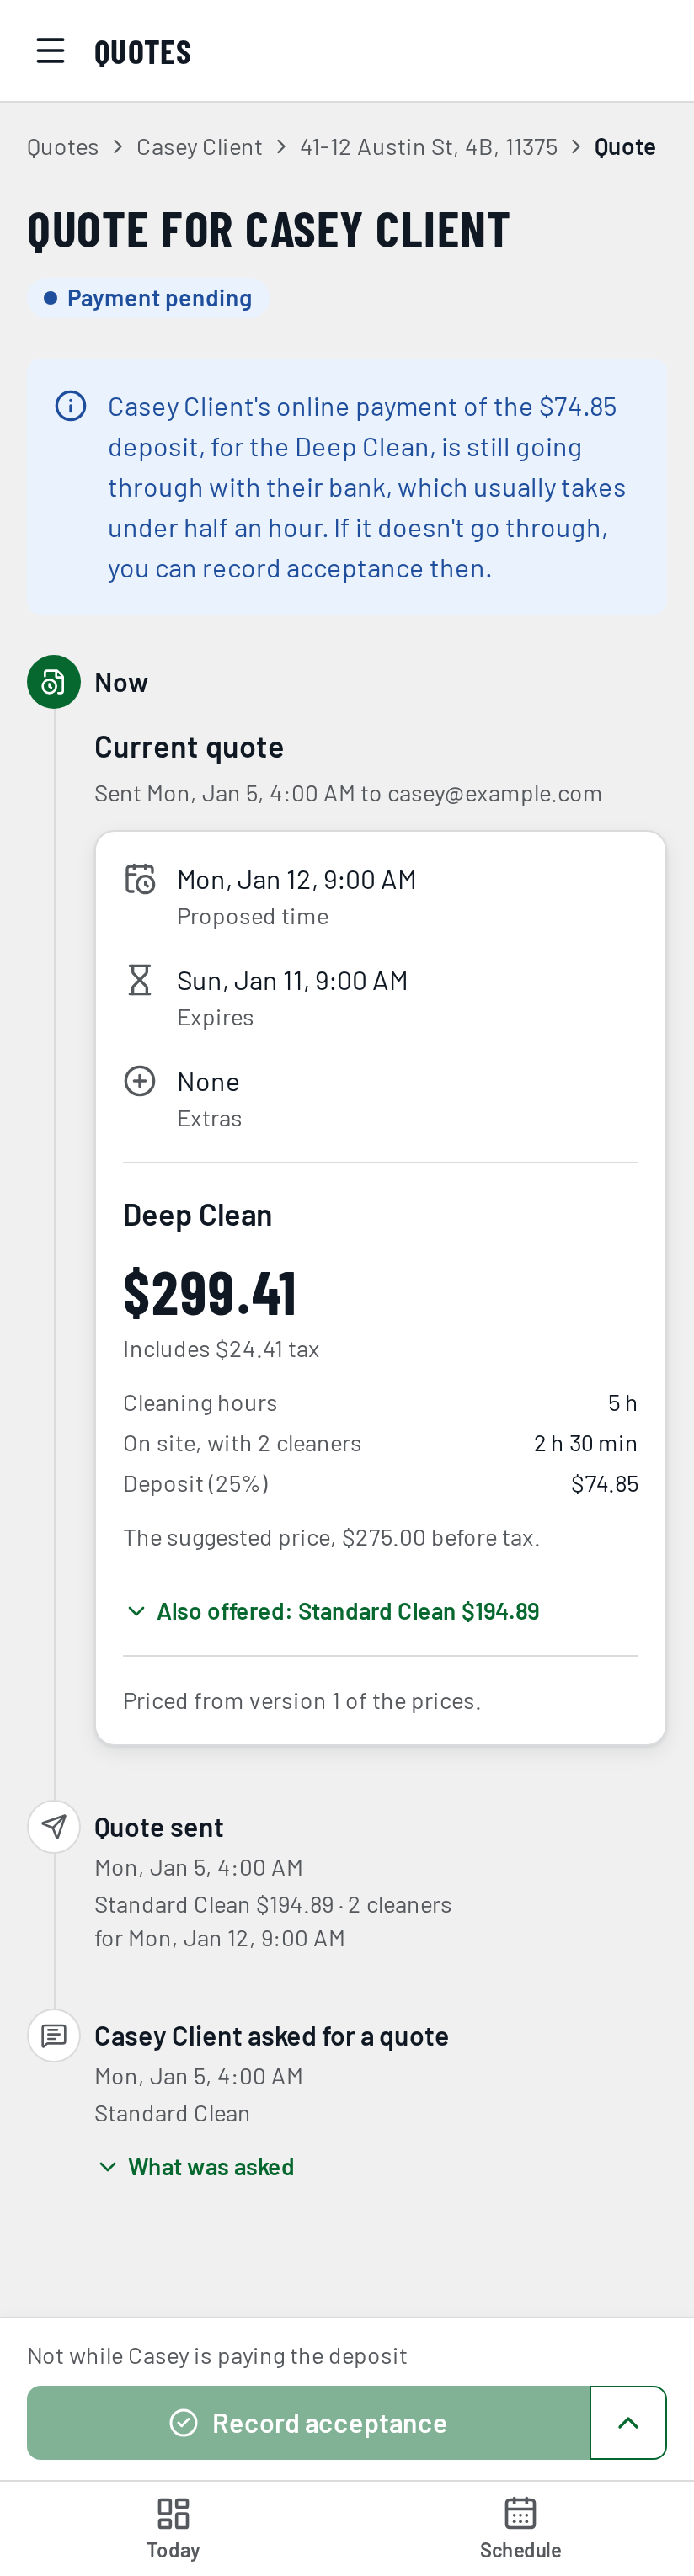 QUOTES
Quotes > Casey Client > 41-12 Austin St, 4B, 11375 > Quote
QUOTE FOR CASEY CLIENT
Payment pending
Casey Client's online payment of the $74.85
deposit, for the Deep Clean, is still going
through with their bank, which usually takes
under half an hour. If it doesn't go through,
you can record acceptance then.
Now
Current quote
Sent Mon, Jan 5, 4:00 AM to casey@example.com
Mon, Jan 12, 9:00 AM
Proposed time
Sun, Jan 11, 9:00 AM
Expires
None
Extras
Deep Clean
$299.41
Includes $24.41 tax
Cleaning hours 5 h
On site, with 2 cleaners 2 h 30 min
Deposit (25%) $74.85
The suggested price, $275.00 before tax.
Also offered: Standard Clean $194.89
Priced from version 1 of the prices.
Quote sent
Mon, Jan 5, 4:00 AM
Standard Clean $194.89 · 2 cleaners
for Mon, Jan 12, 9:00 AM
Casey Client asked for a quote
Mon, Jan 5, 4:00 AM
Standard Clean
What was asked
Not while Casey is paying the deposit
Record acceptance
Today Schedule